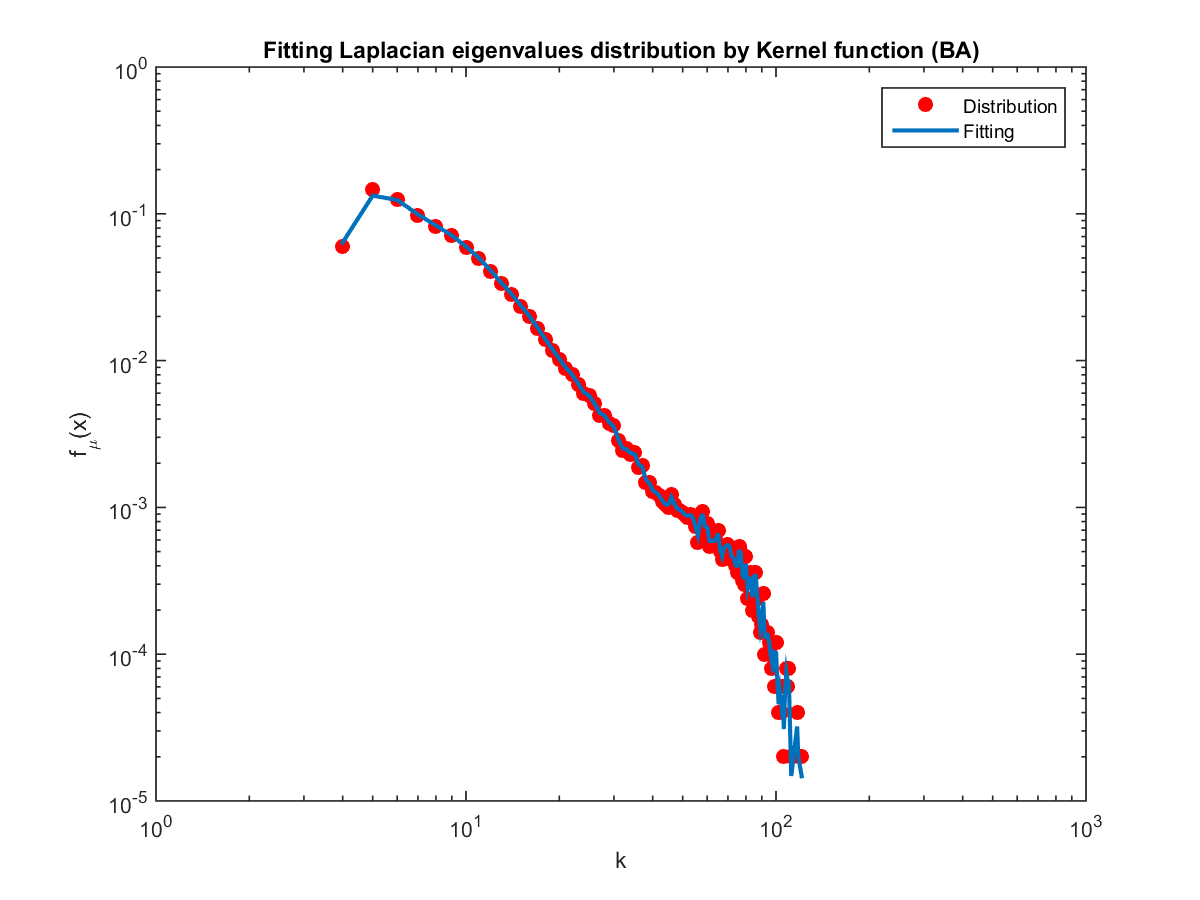 Fitting Laplacian eigenvalues distribution by Kernel function (BA)
Distribution
Fitting
10^0
10^-1
10^-2
10^-3
10^-4
10^-5
f_μ(x)
10^0 10^1 10^2 10^3
k